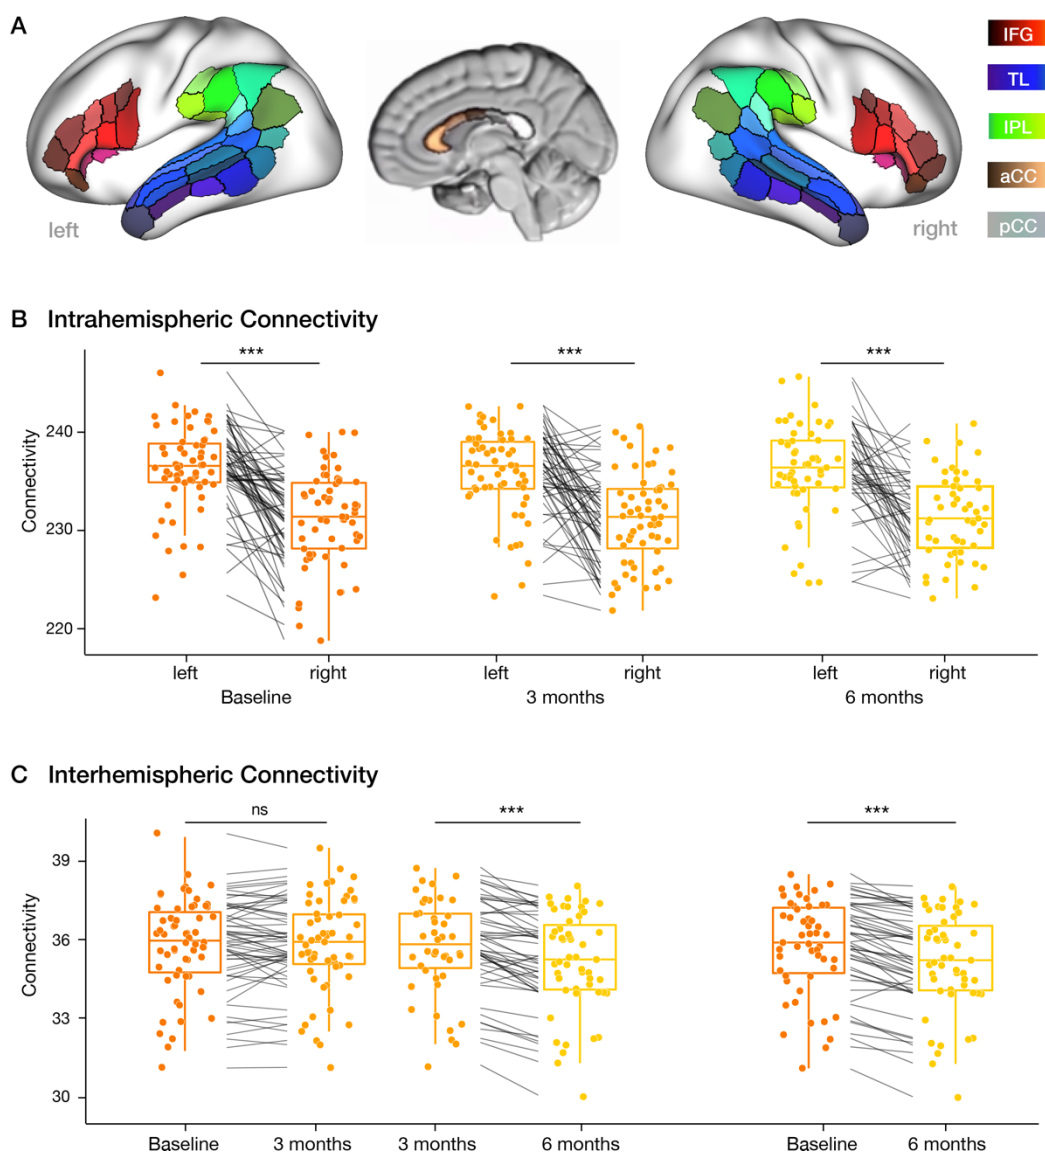 A
IFG
TL
IPL
aCC
pCC
left
right
B Intrahemispheric Connectivity
*** *** ***
Connectivity
240
230
220
left right left right left right
Baseline 3 months 6 months
C Interhemispheric Connectivity
ns *** ***
Connectivity
39
36
33
30
Baseline 3 months 3 months 6 months Baseline 6 months